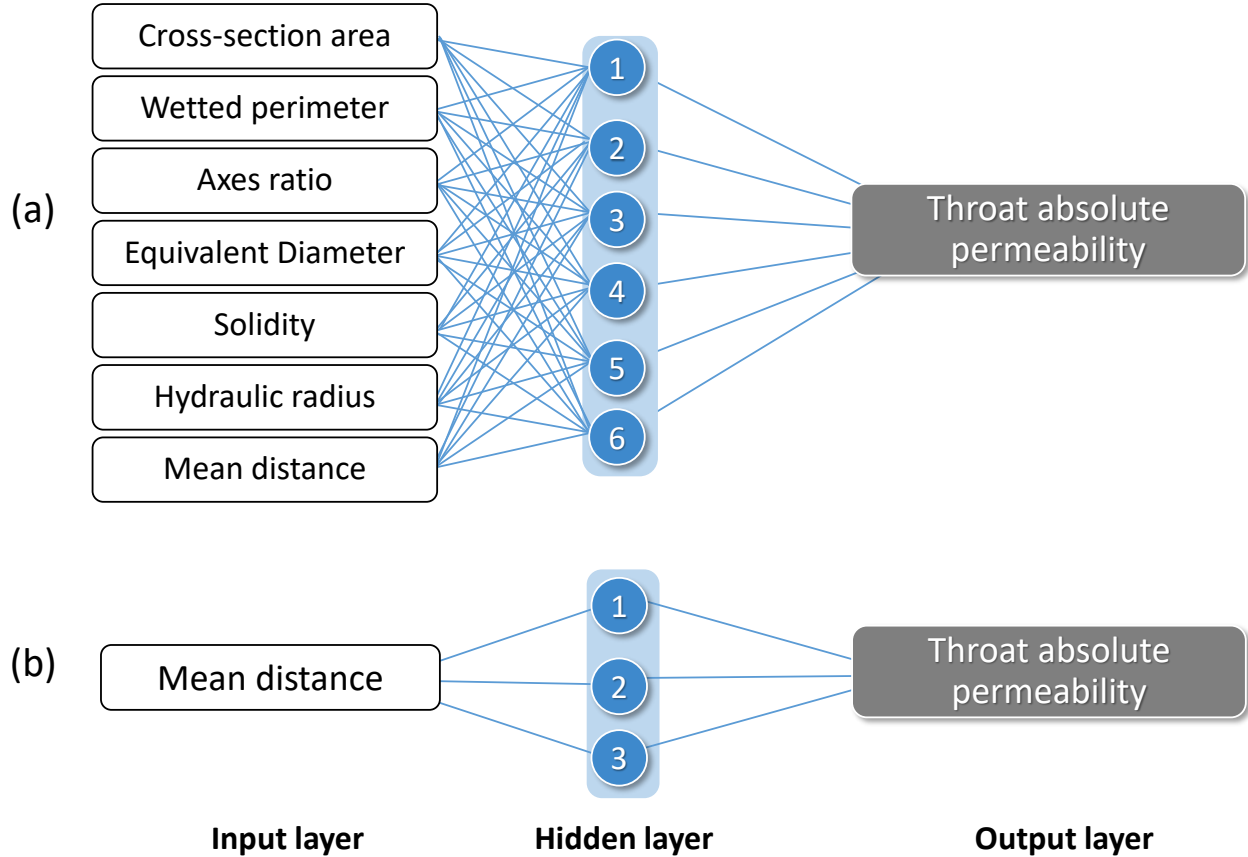 (a)
Cross-section area
Wetted perimeter
Axes ratio
Equivalent Diameter
Solidity
Hydraulic radius
Mean distance
1
2
3
4
5
6
Throat absolute
permeability
(b)
Mean distance
1
2
3
Throat absolute
permeability
Input layer
Hidden layer
Output layer